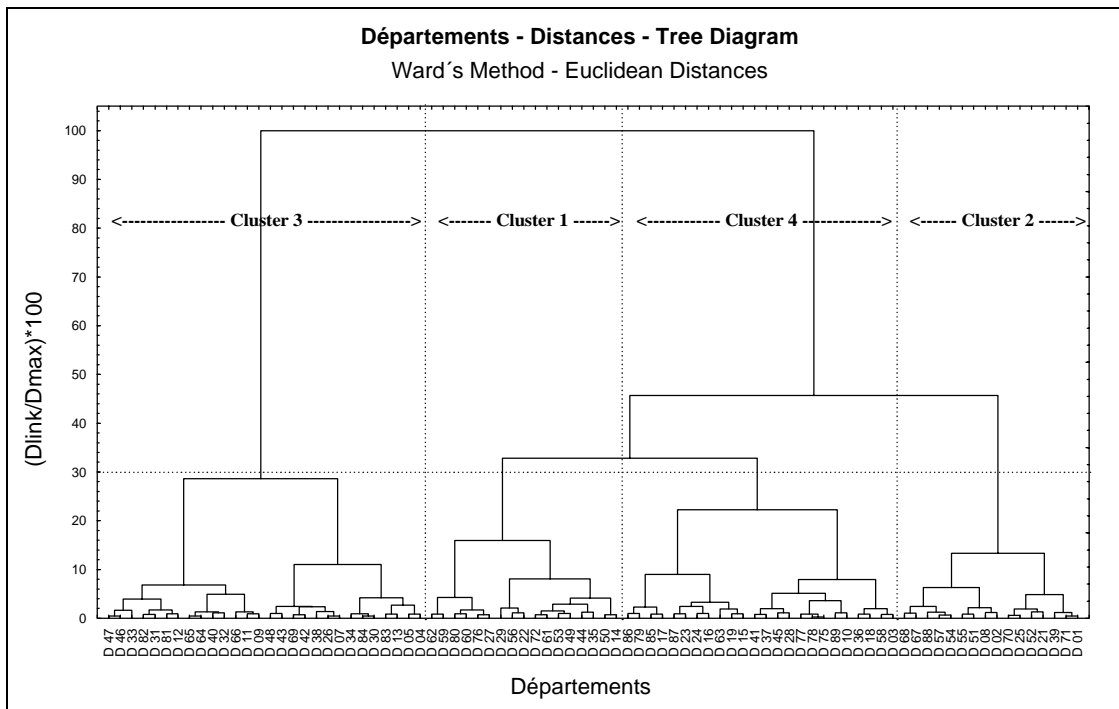 Départements - Distances - Tree Diagram
Ward´s Method - Euclidean Distances
(Dlink/Dmax)*100
100
90
80
70
60
50
40
30
20
10
0
<----------------- Cluster 3 ----------------->
<------- Cluster 1 ------>
<------------ Cluster 4 ------------>
<------- Cluster 2 ------>
D 47
D 46
D 33
D 82
D 31
D 81
D 12
D 65
D 64
D 40
D 32
D 66
D 11
D 09
D 48
D 43
D 69
D 42
D 38
D 26
D 07
D 34
D 84
D 30
D 83
D 13
D 05
D 04
D 62
D 59
D 80
D 60
D 76
D 27
D 29
D 56
D 22
D 72
D 61
D 53
D 49
D 44
D 35
D 50
D 14
D 86
D 79
D 85
D 17
D 87
D 23
D 24
D 16
D 63
D 19
D 15
D 41
D 37
D 45
D 28
D 77
D 78
D 75
D 89
D 10
D 36
D 18
D 58
D 03
D 68
D 67
D 88
D 57
D 54
D 55
D 51
D 08
D 02
D 70
D 25
D 52
D 21
D 39
D 71
D 01
Départements